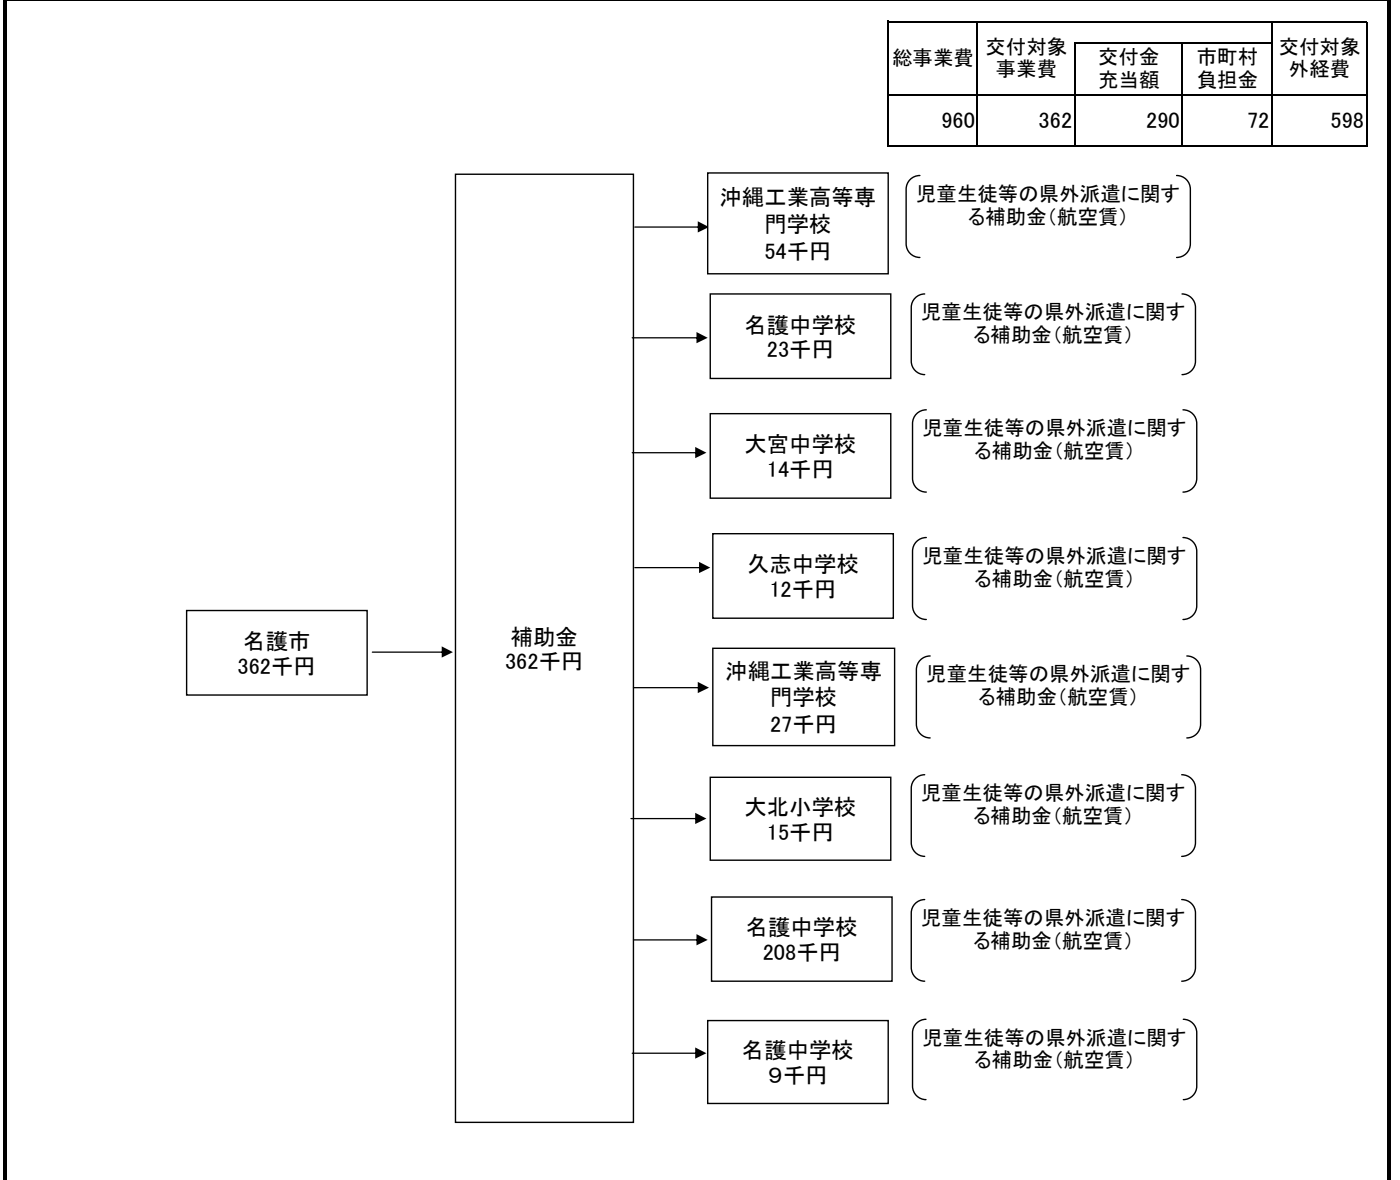 総事業費
交付対象
事業費
交付金
充当額
市町村
負担金
交付対象
外経費
960
362
290
72
598
沖縄工業高等専
門学校
54千円
児童生徒等の県外派遣に関す
る補助金(航空賃)
名護中学校
23千円
児童生徒等の県外派遣に関す
る補助金(航空賃)
大宮中学校
14千円
児童生徒等の県外派遣に関す
る補助金(航空賃)
久志中学校
12千円
児童生徒等の県外派遣に関す
る補助金(航空賃)
名護市
362千円
補助金
362千円
沖縄工業高等専
門学校
27千円
児童生徒等の県外派遣に関す
る補助金(航空賃)
大北小学校
15千円
児童生徒等の県外派遣に関す
る補助金(航空賃)
名護中学校
208千円
児童生徒等の県外派遣に関す
る補助金(航空賃)
名護中学校
9千円
児童生徒等の県外派遣に関す
る補助金(航空賃)